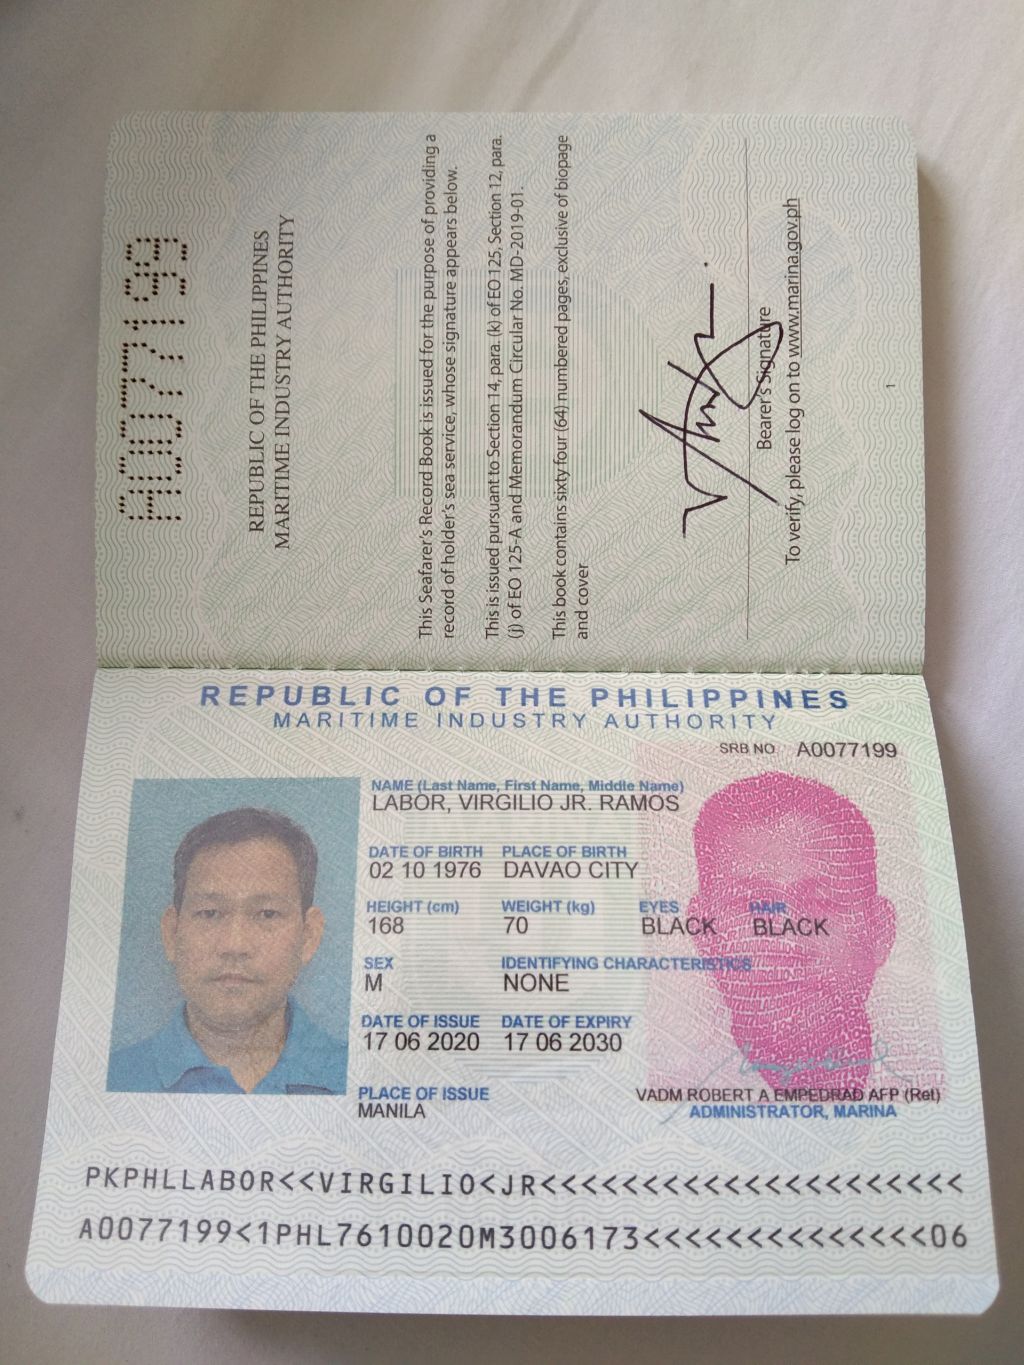 A0077199
REPUBLIC OF THE PHILIPPINES
MARITIME INDUSTRY AUTHORITY
This Seafarer's Record Book is issued for the purpose of providing a
record of holder's sea service, whose signature appears below.
This is issued pursuant to Section 14, para. (k) of EO 125, Section 12, para.
(j) of EO 125-A and Memorandum Circular No. MD-2019-01.
This book contains sixty four (64) numbered pages, exclusive of biopage
and cover
Bearer's Signature
To verify, please log on to www.marina.gov.ph
1
REPUBLIC OF THE PHILIPPINES
MARITIME INDUSTRY AUTHORITY
SRB NO A0077199
NAME (Last Name, First Name, Middle Name)
LABOR, VIRGILIO JR. RAMOS
DATE OF BIRTH PLACE OF BIRTH
02 10 1976 DAVAO CITY
HEIGHT (cm) WEIGHT (kg) EYES HAIR
168 70 BLACK BLACK
SEX IDENTIFYING CHARACTERISTICS
M NONE
DATE OF ISSUE DATE OF EXPIRY
17 06 2020 17 06 2030
PLACE OF ISSUE
MANILA
VADM ROBERT A EMPEDRAD AFP (Ret)
ADMINISTRATOR, MARINA
PKPHLLABOR<<VIRGILIO<JR<<<<<<<<<<<<<<<<<<<<<
A0077199<1PHL7610020M3006173<<<<<<<<<<<<<<06